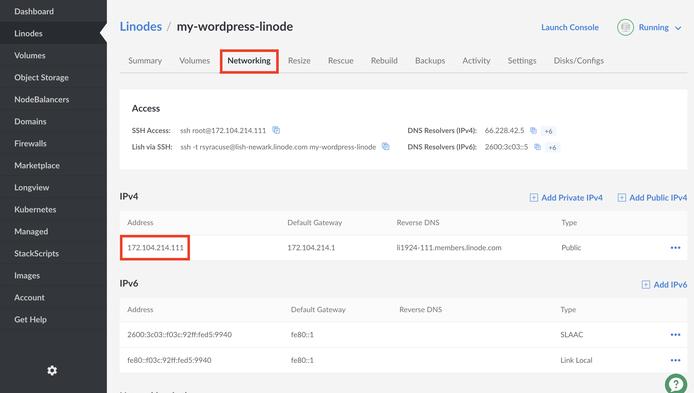 Dashboard
Linodes
Volumes
Object Storage
NodeBalancers
Domains
Firewalls
Marketplace
Longview
Kubernetes
Managed
StackScripts
Images
Account
Get Help
Linodes / my-wordpress-linode
Launch Console
Running
Summary Volumes Networking Resize Rescue Rebuild Backups Activity Settings Disks/Configs
Access
SSH Access: ssh root@172.104.214.111
DNS Resolvers (IPv4): 66.228.42.5 +6
Lish via SSH: ssh -t rsyracuse@lish-newark.linode.com my-wordpress-linode
DNS Resolvers (IPv6): 2600:3c03::5 +6
IPv4
Add Private IPv4 Add Public IPv4
Address Default Gateway Reverse DNS Type
172.104.214.111 172.104.214.1 li1924-111.members.linode.com Public
IPv6
Add IPv6
Address Default Gateway Reverse DNS Type
2600:3c03::f03c:92ff:fed5:9940 fe80::1 SLAAC
fe80::f03c:92ff:fed5:9940 fe80::1 Link Local